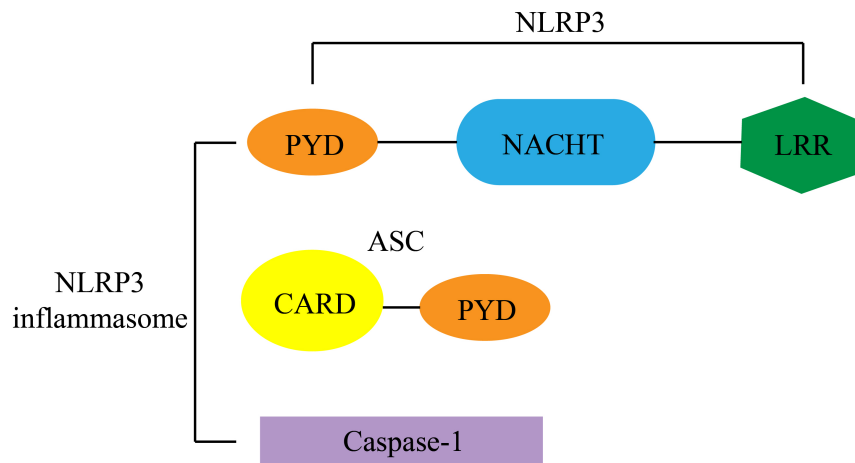 NLRP3
PYD
NACHT
LRR
ASC
CARD
PYD
NLRP3
inflammasome
Caspase-1